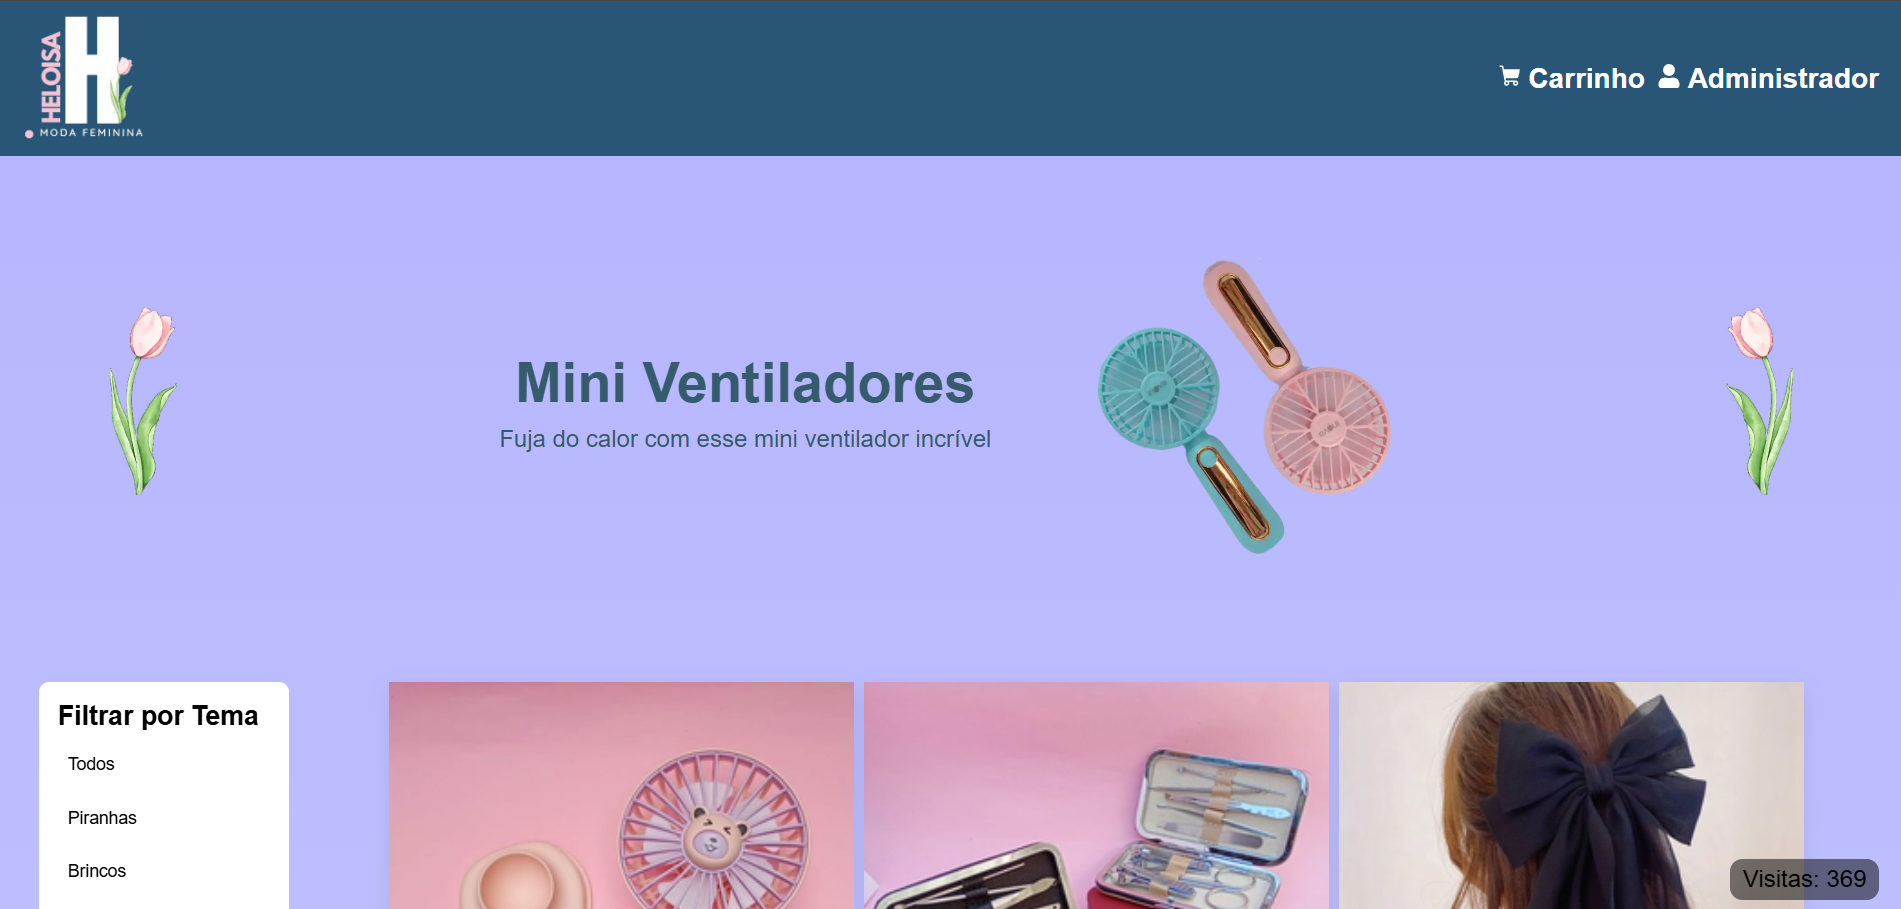 HELOISA
H
MODA FEMININA
Carrinho
Administrador
Mini Ventiladores
Fuja do calor com esse mini ventilador incrível
Filtrar por Tema
Todos
Piranhas
Brincos
Visitas: 369